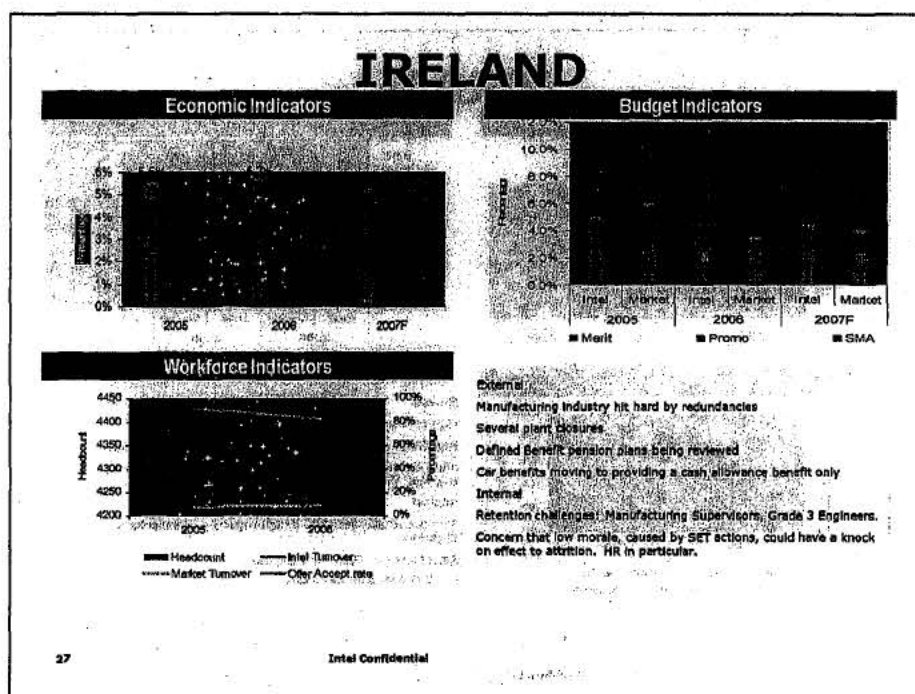 IRELAND
Economic Indicators
6%
5%
4%
3%
2%
1%
0%
2005 2006 2007F
Budget Indicators
Percentage
12.0%
10.0%
8.0%
6.0%
4.0%
2.0%
0.0%
Intel Market Intel Market Intel Market
2005 2006 2007F
Merit Promo SMA
Workforce Indicators
Headcount
4450
4400
4350
4300
4250
4200
100%
80%
20%
0%
Percentage
2005 2006
Headcount Intel Turnover
Market Turnover Offer Accept rate
External
Manufacturing industry hit hard by redundancies
Several plant closures
Defined Benefit pension plans being reviewed
Car benefits moving to providing a cash allowance benefit only
Internal
Retention challenges: Manufacturing Supervisors, Grade 3 Engineers.
Concern that low morale, caused by SET actions, could have a knock
on effect to attrition. HR in particular.
27
Intel Confidential